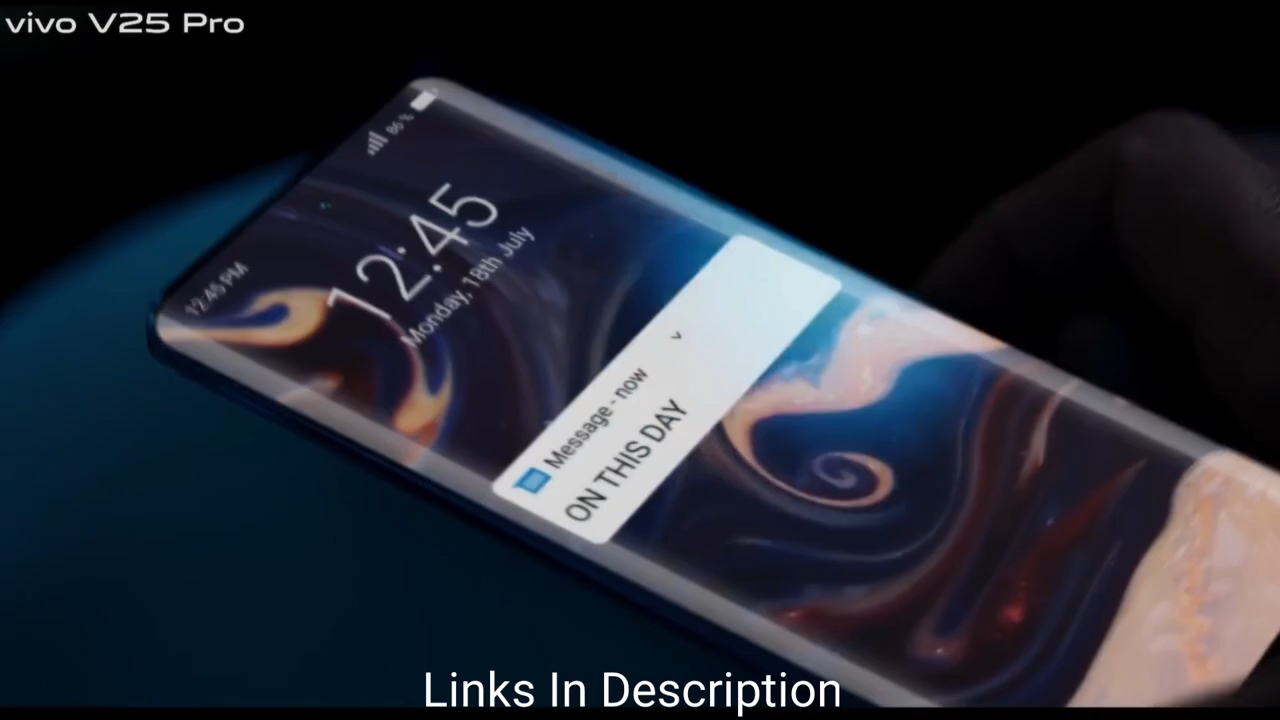 vivo V25 Pro
86 %
12:45 PM
12:45
Monday, 18th July
Message - now
ON THIS DAY
Links In Description